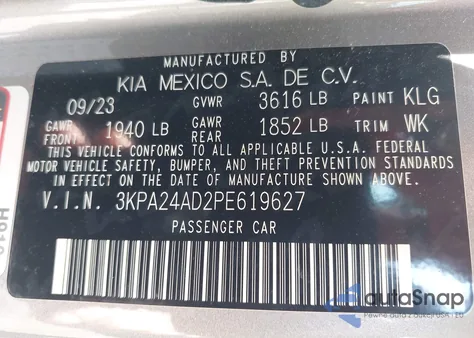 MANUFACTURED BY
KIA MEXICO S.A. DE C.V.
09/23 GVWR 3616 LB PAINT KLG
GAWR FRONT 1940 LB GAWR REAR 1852 LB TRIM WK
THIS VEHICLE CONFORMS TO ALL APPLICABLE U.S.A. FEDERAL
MOTOR VEHICLE SAFETY, BUMPER, AND THEFT PREVENTION STANDARDS
IN EFFECT ON THE DATE OF MANUFACTURE SHOWN ABOVE.
V.I.N. 3KPA24AD2PE619627
PASSENGER CAR
autoSnap